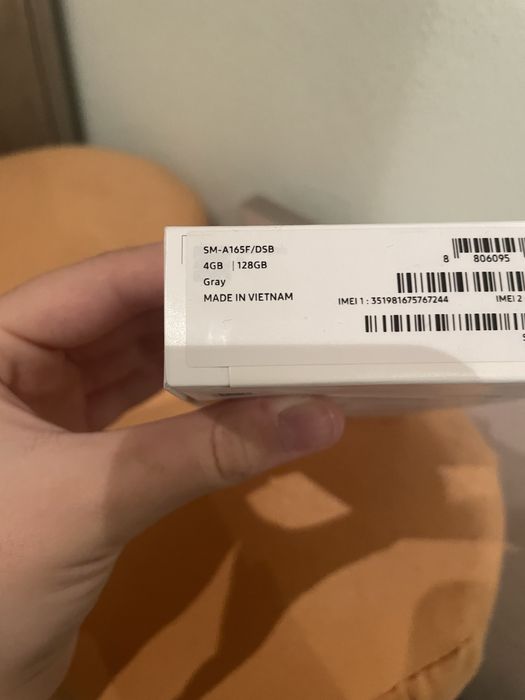 SM-A165F/DSB
4GB | 128GB
Gray
MADE IN VIETNAM
8 806095
IMEI 1 : 351981675767244 IMEI 2